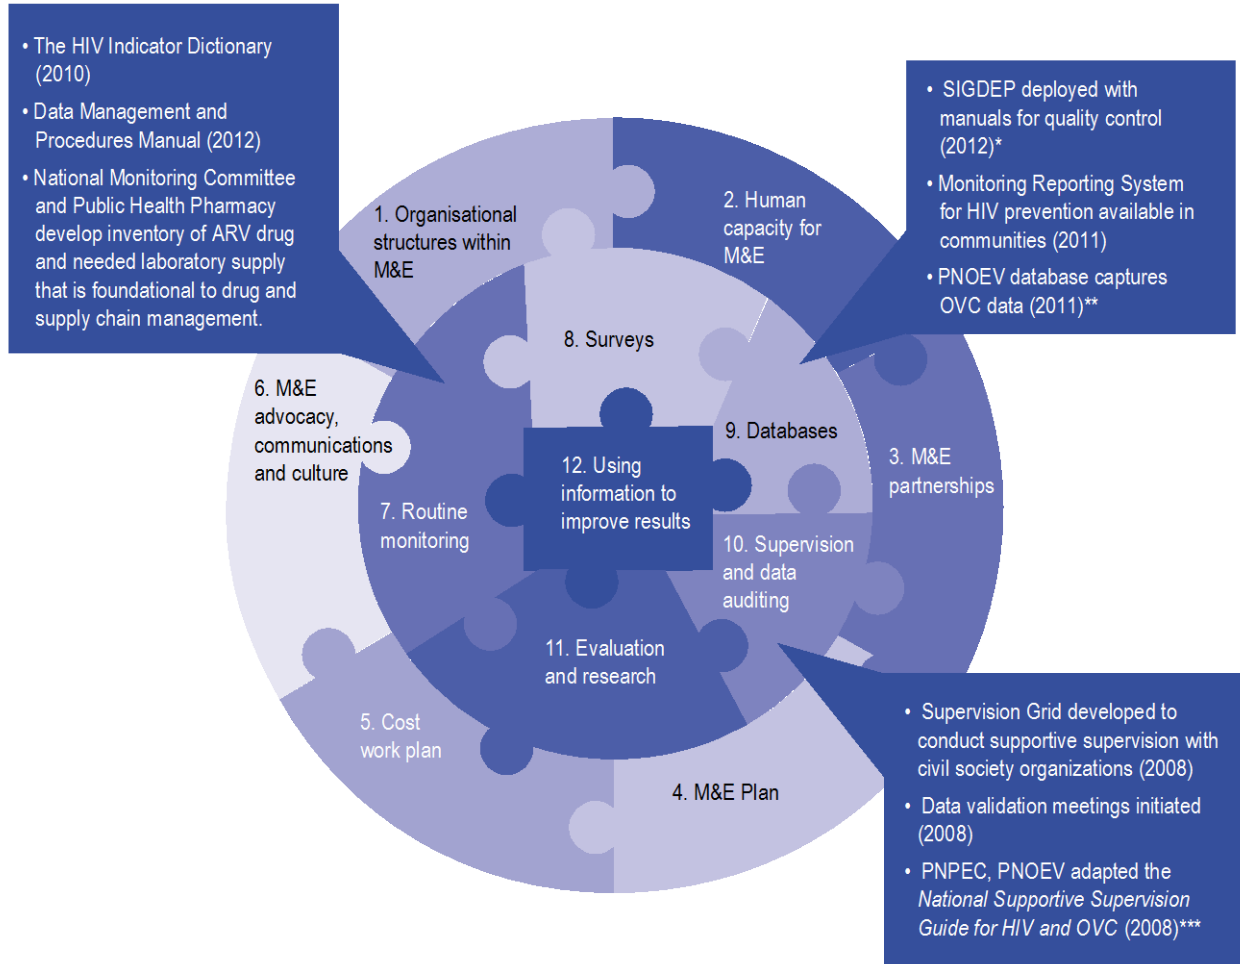 • The HIV Indicator Dictionary
(2010)
• Data Management and
Procedures Manual (2012)
• National Monitoring Committee
and Public Health Pharmacy
develop inventory of ARV drug
and needed laboratory supply
that is foundational to drug and
supply chain management.
• SIGDEP deployed with
manuals for quality control
(2012)*
• Monitoring Reporting System
for HIV prevention available in
communities (2011)
• PNOEV database captures
OVC data (2011)**
1. Organisational
structures within
M&E
2. Human
capacity for
M&E
8. Surveys
6. M&E
advocacy,
communications
and culture
9. Databases
3. M&E
partnerships
12. Using
information to
improve results
7. Routine
monitoring
10. Supervision
and data
auditing
11. Evaluation
and research
5. Cost
work plan
4. M&E Plan
• Supervision Grid developed to
conduct supportive supervision with
civil society organizations (2008)
• Data validation meetings initiated
(2008)
• PNPEC, PNOEV adapted the
National Supportive Supervision
Guide for HIV and OVC (2008)***